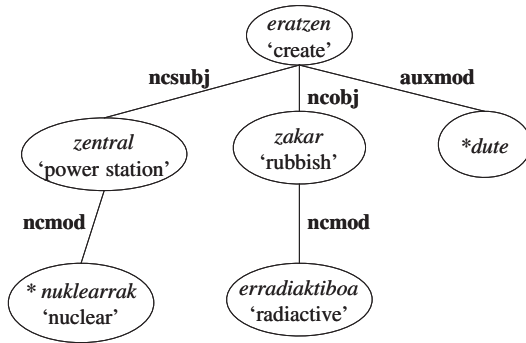 eratzen
'create'
ncsubj
auxmod
ncobj
zentral
'power station'
zakar
'rubbish'
*dute
ncmod
ncmod
* nuklearrak
'nuclear'
erradiaktiboa
'radiactive'